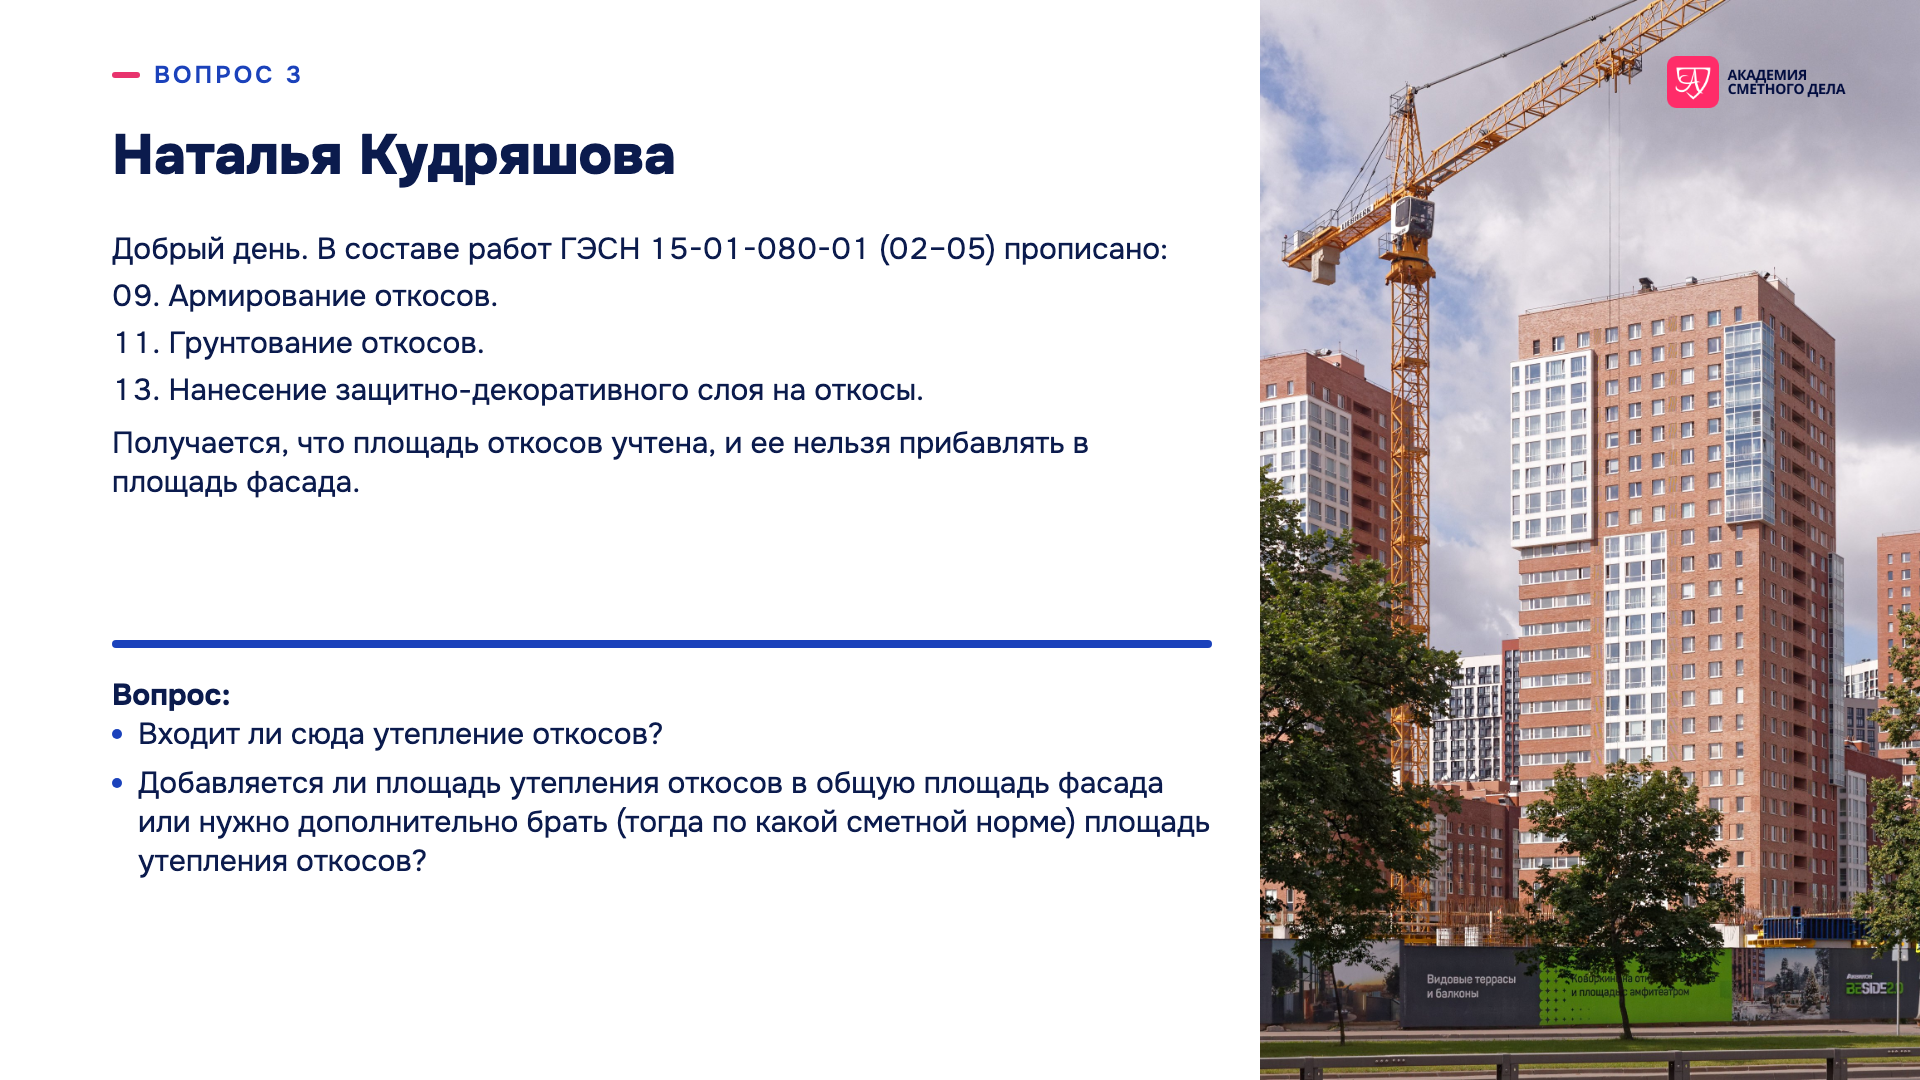 ВОПРОС 3
АКАДЕМИЯ
СМЕТНОГО ДЕЛА
Наталья Кудряшова
Добрый день. В составе работ ГЭСН 15-01-080-01 (02–05) прописано:
09. Армирование откосов.
11. Грунтование откосов.
13. Нанесение защитно-декоративного слоя на откосы.
Получается, что площадь откосов учтена, и ее нельзя прибавлять в
площадь фасада.
Вопрос:
• Входит ли сюда утепление откосов?
• Добавляется ли площадь утепления откосов в общую площадь фасада
или нужно дополнительно брать (тогда по какой сметной норме) площадь
утепления откосов?
Видовые террасы
и балконы
и площадь с амфитеатром